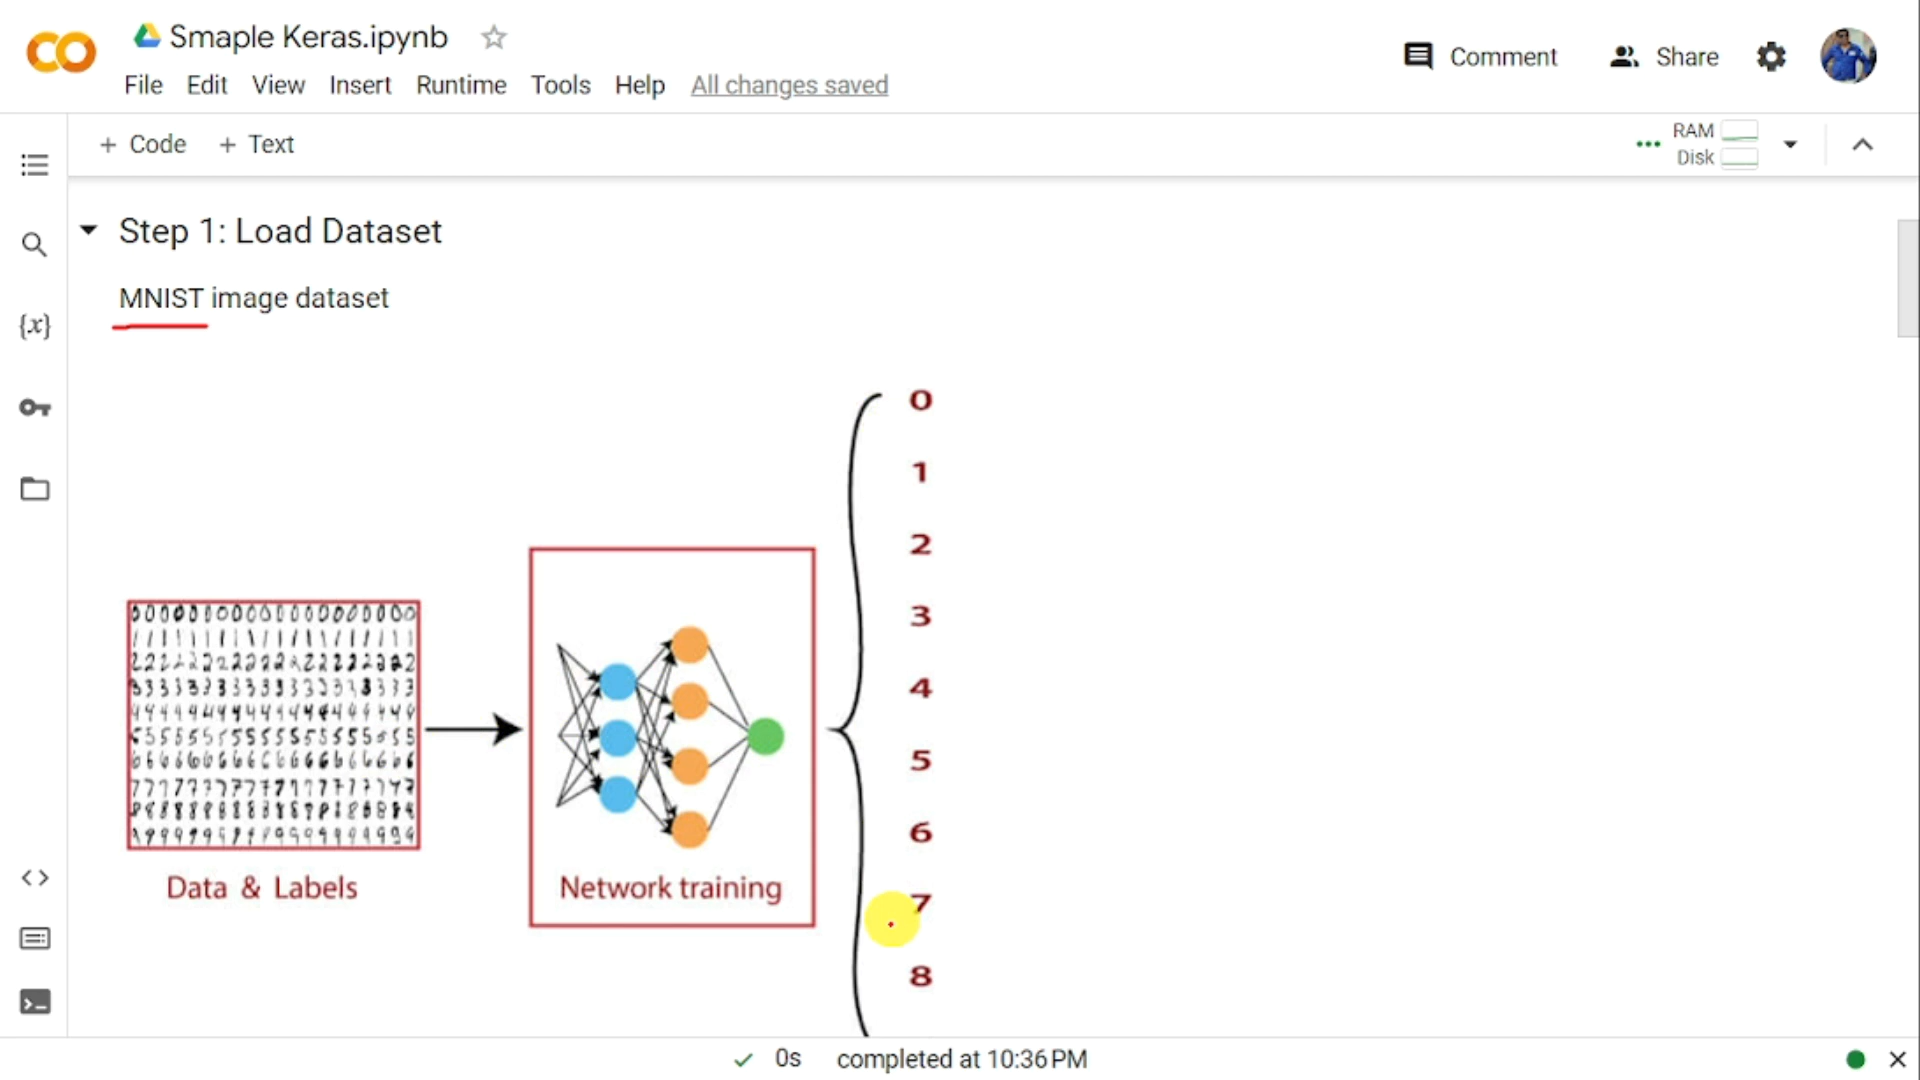 Smaple Keras.ipynb
File Edit View Insert Runtime Tools Help All changes saved
Comment Share
+ Code + Text
RAM
Disk
Step 1: Load Dataset
MNIST image dataset
0
1
2
3
4
5
6
7
8
Data & Labels
Network training
0s completed at 10:36 PM